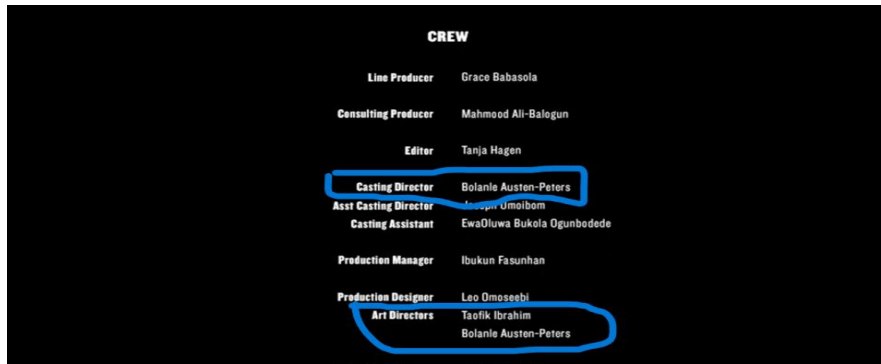 CREW
Line Producer Grace Babasola
Consulting Producer Mahmood Ali-Balogun
Editor Tanja Hagen
Casting Director Bolanle Austen-Peters
Asst Casting Director Omoibom
Casting Assistant EwaOluwa Bukola Ogunbodede
Production Manager Ibukun Fasunhan
Production Designer Leo Omoseebi
Art Directors Taofik Ibrahim
Bolanle Austen-Peters